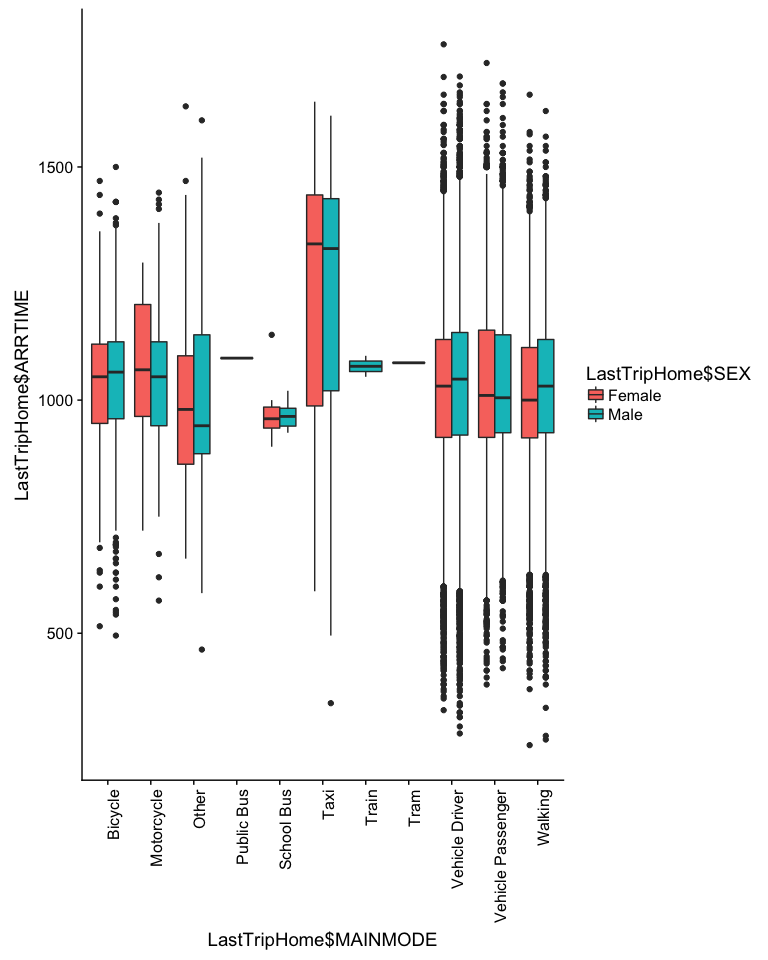 1500
1000
500
LastTripHome$ARRTIME
Bicycle
Motorcycle
Other
Public Bus
School Bus
Taxi
Train
Tram
Vehicle Driver
Vehicle Passenger
Walking
LastTripHome$MAINMODE
LastTripHome$SEX
Female
Male